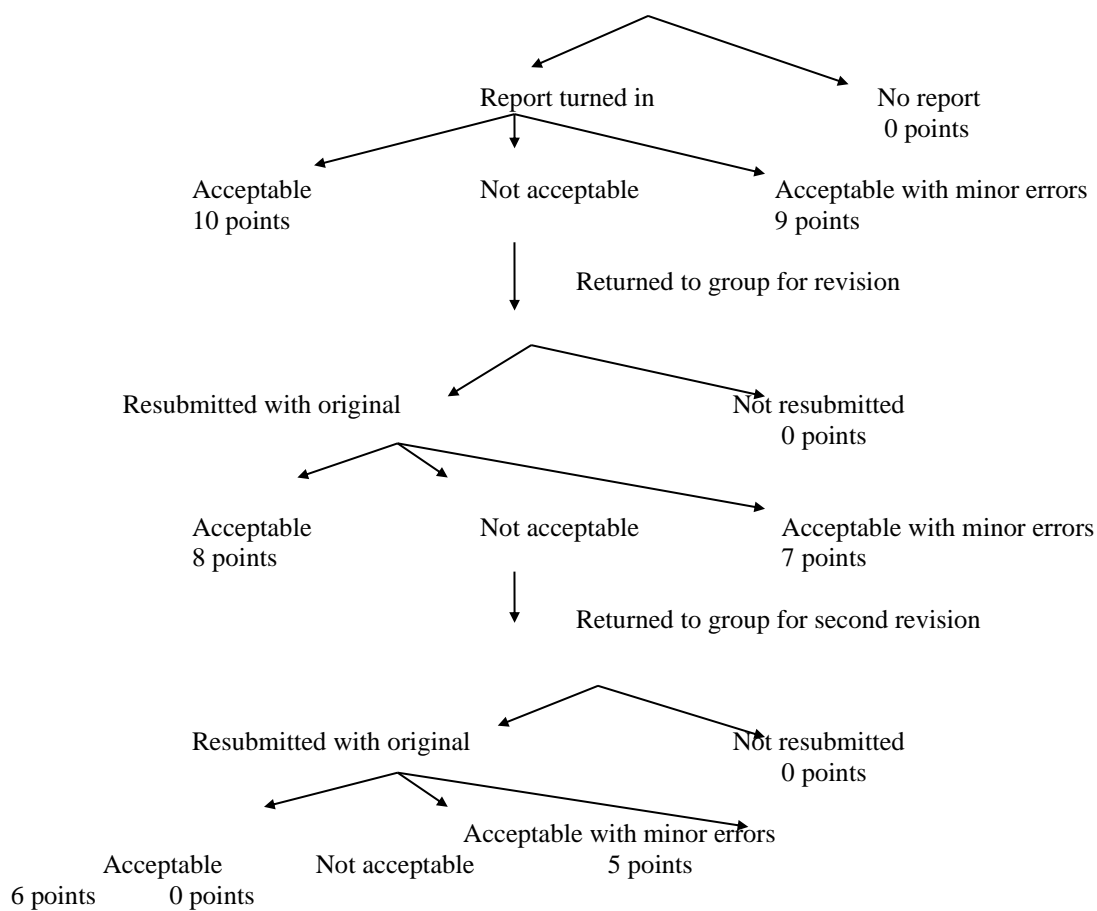 Report turned in No report
0 points
Acceptable Not acceptable Acceptable with minor errors
10 points 9 points
Returned to group for revision
Resubmitted with original Not resubmitted
0 points
Acceptable Not acceptable Acceptable with minor errors
8 points 7 points
Returned to group for second revision
Resubmitted with original Not resubmitted
0 points
Acceptable with minor errors
Acceptable Not acceptable 5 points
6 points 0 points